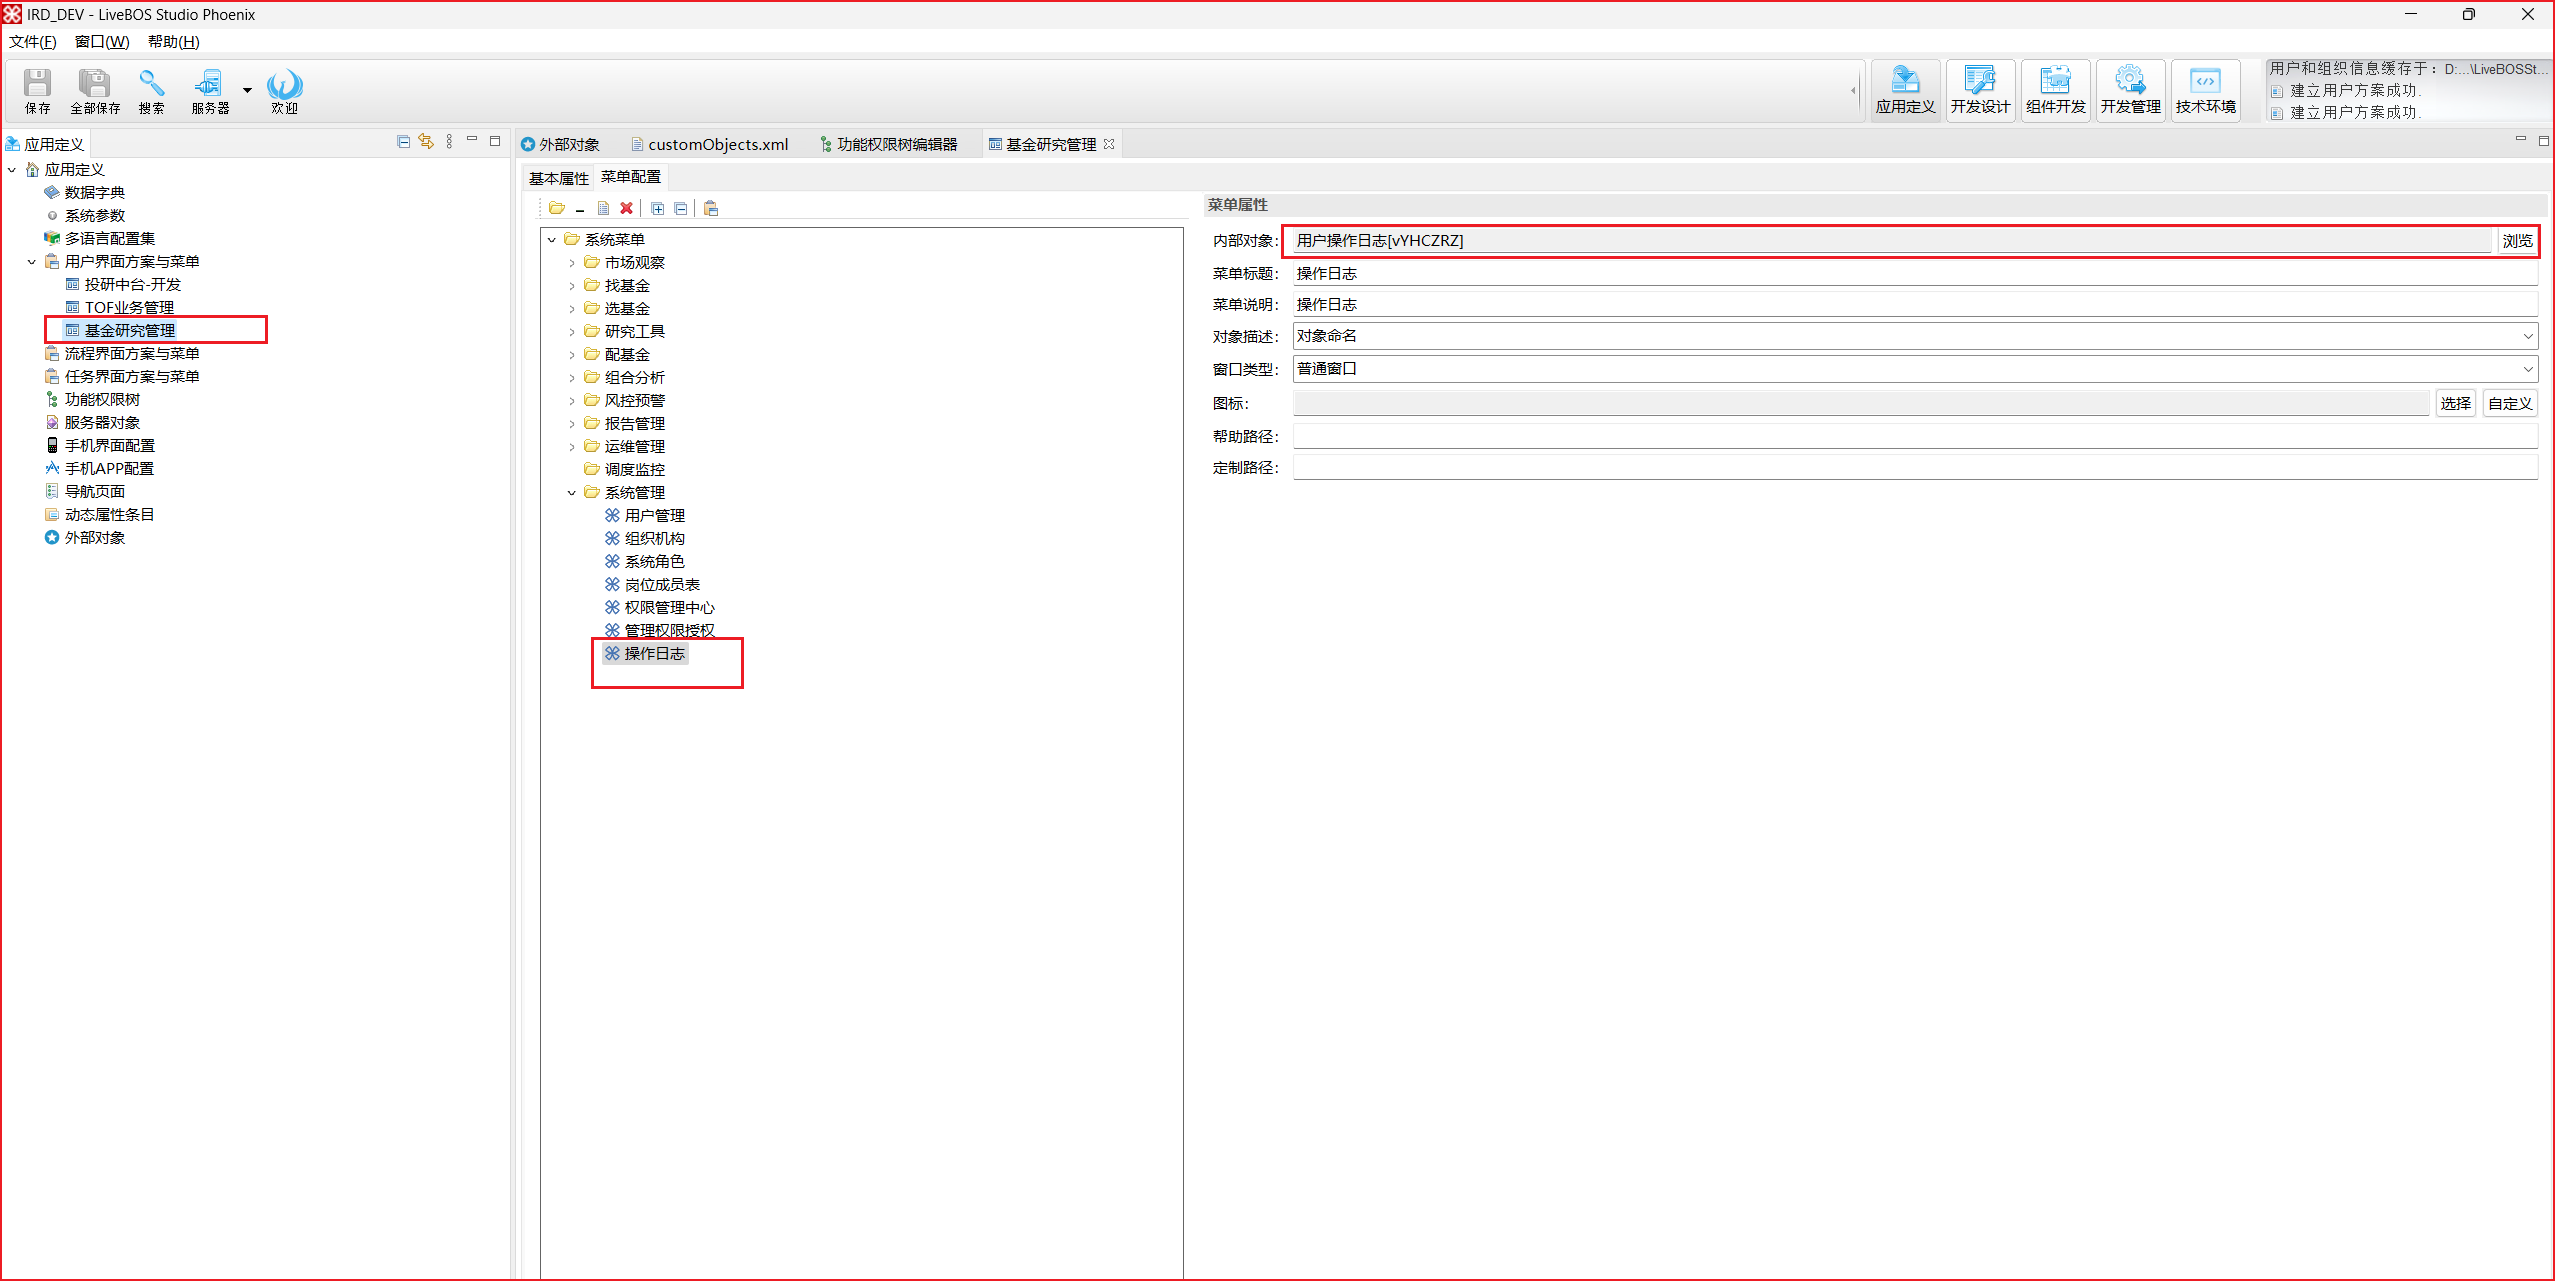 IRD_DEV - LiveBOS Studio Phoenix
文件(F) 窗口(W) 帮助(H)
保存 全部保存 搜索 服务器 欢迎
应用定义 开发设计 组件开发 开发管理 技术环境
用户和组织信息缓存于：D:...\LiveBOSSt...
建立用户方案成功.
建立用户方案成功.
应用定义
应用定义
数据字典
系统参数
多语言配置集
用户界面方案与菜单
投研中台-开发
TOF业务管理
基金研究管理
流程界面方案与菜单
任务界面方案与菜单
功能权限树
服务器对象
手机界面配置
手机APP配置
导航页面
动态属性条目
外部对象
外部对象 customObjects.xml 功能权限树编辑器 基金研究管理
基本属性 菜单配置
系统菜单
市场观察
找基金
选基金
研究工具
配基金
组合分析
风控预警
报告管理
运维管理
调度监控
系统管理
用户管理
组织机构
系统角色
岗位成员表
权限管理中心
管理权限授权
操作日志
菜单属性
内部对象: 用户操作日志[vYHCZRZ] 浏览
菜单标题: 操作日志
菜单说明: 操作日志
对象描述: 对象命名
窗口类型: 普通窗口
图标: 选择 自定义
帮助路径:
定制路径: